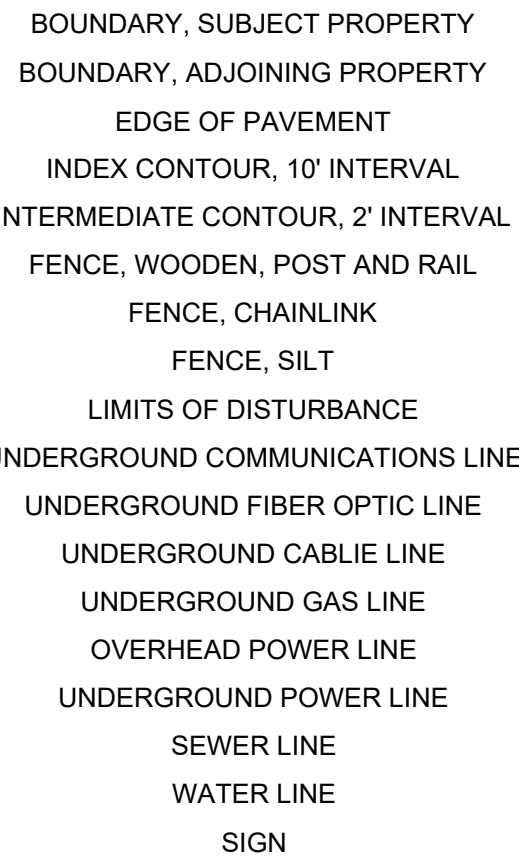 BOUNDARY, SUBJECT PROPERTY
BOUNDARY, ADJOINING PROPERTY
EDGE OF PAVEMENT
INDEX CONTOUR, 10' INTERVAL
NTERMEDIATE CONTOUR, 2' INTERVAL
FENCE, WOODEN, POST AND RAIL
FENCE, CHAINLINK
FENCE, SILT
LIMITS OF DISTURBANCE
UNDERGROUND COMMUNICATIONS LINE
UNDERGROUND FIBER OPTIC LINE
UNDERGROUND CABLIE LINE
UNDERGROUND GAS LINE
OVERHEAD POWER LINE
UNDERGROUND POWER LINE
SEWER LINE
WATER LINE
SIGN